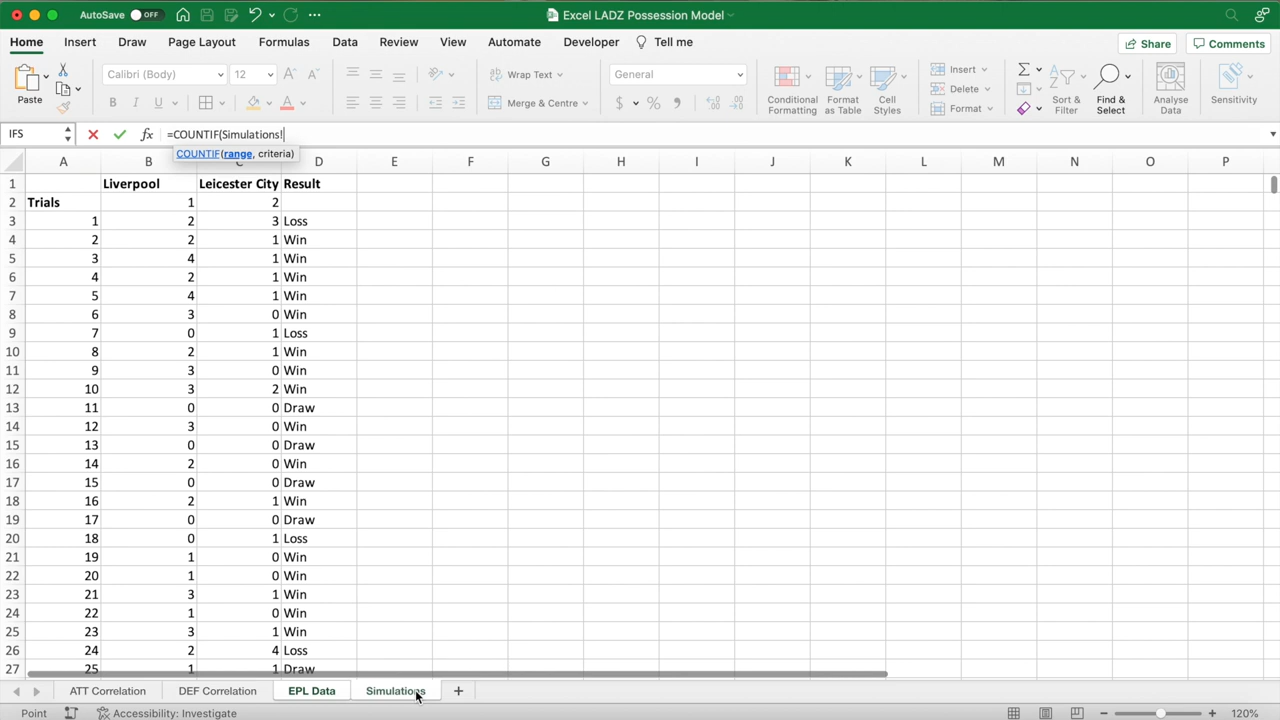 AutoSave OFF Excel LADZ Possession Model
Home Insert Draw Page Layout Formulas Data Review View Automate Developer Tell me Share Comments
Paste Calibri (Body) 12 Wrap Text General Insert
Merge & Centre Delete
Conditional Formatting Format as Table Cell Styles Format Find & Select Analyse Data Sensitivity
IFS fx =COUNTIF(Simulations!
COUNTIF(range, criteria)
A B C D E F G H I J K L M N O P
1 Liverpool Leicester City Result
2 Trials 1 2
3 1 2 3 Loss
4 2 2 1 Win
5 3 4 1 Win
6 4 2 1 Win
7 5 4 1 Win
8 6 3 0 Win
9 7 0 1 Loss
10 8 2 1 Win
11 9 3 0 Win
12 10 3 2 Win
13 11 0 0 Draw
14 12 3 0 Win
15 13 0 0 Draw
16 14 2 0 Win
17 15 0 0 Draw
18 16 2 1 Win
19 17 0 0 Draw
20 18 0 1 Loss
21 19 1 0 Win
22 20 1 0 Win
23 21 3 1 Win
24 22 1 0 Win
25 23 3 1 Win
26 24 2 4 Loss
27 25 1 1 Draw
ATT Correlation DEF Correlation EPL Data Simulations +
Point Accessibility: Investigate 120%